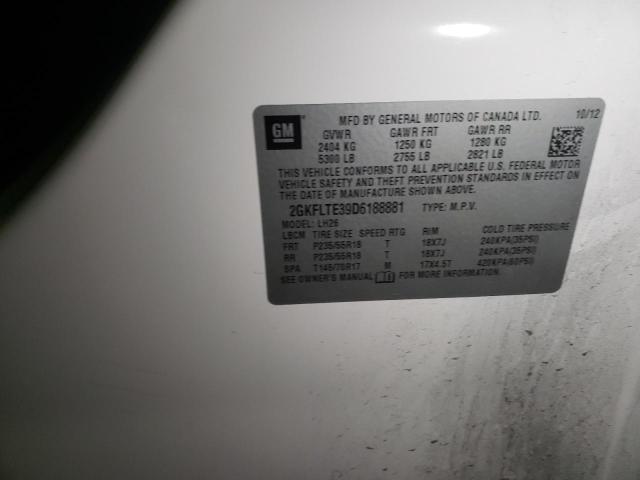 GM
MFD BY GENERAL MOTORS OF CANADA LTD. 10/12
GVWR GAWR FRT GAWR RR
2404 KG 1250 KG 1280 KG
5300 LB 2755 LB 2821 LB
THIS VEHICLE CONFORMS TO ALL APPLICABLE U.S. FEDERAL MOTOR
VEHICLE SAFETY AND THEFT PREVENTION STANDARDS IN EFFECT ON
THE DATE OF MANUFACTURE SHOWN ABOVE.
2GKFLTE39D6188881 TYPE: M.P.V.
MODEL: LH26
LBCM TIRE SIZE SPEED RTG RIM COLD TIRE PRESSURE
FRT P235/55R18 T 18X7J 240KPA(35PSI)
RR P235/55R18 T 18X7J 240KPA(35PSI)
SPA T145/70R17 M 17X4.5T 420KPA(60PSI)
SEE OWNER'S MANUAL FOR MORE INFORMATION